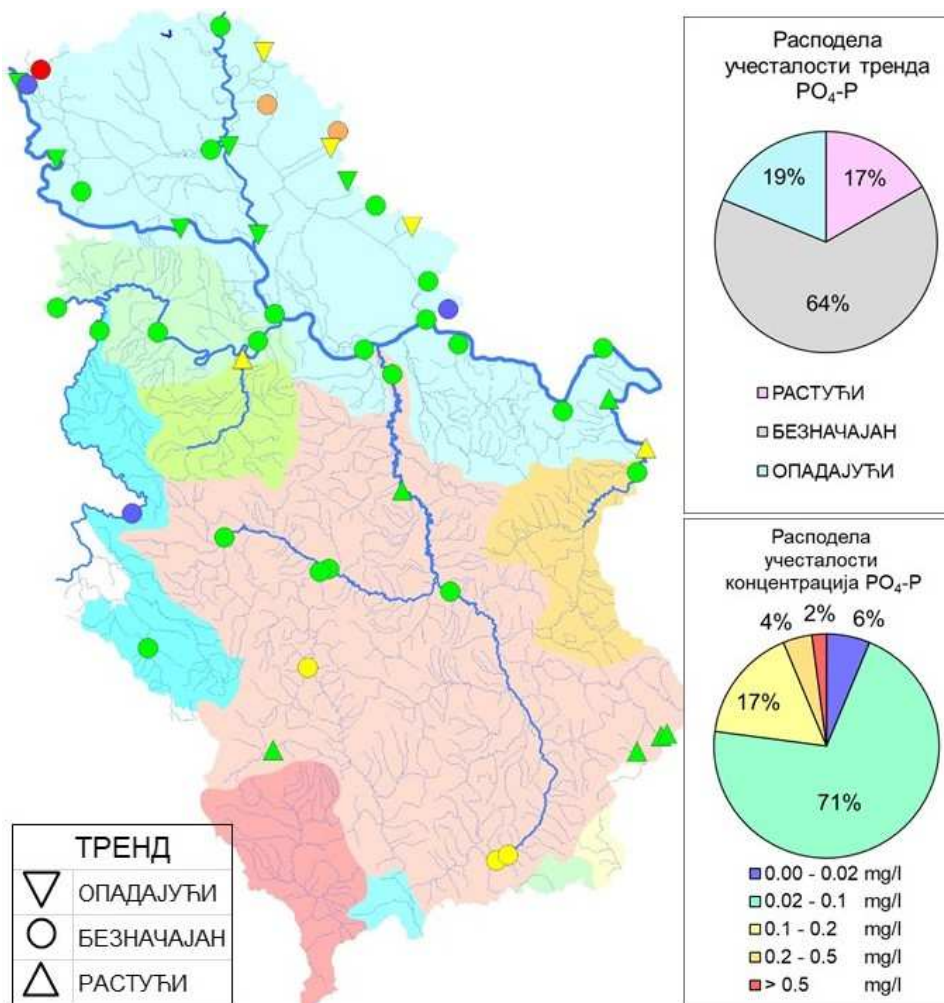 Расподела
учесталости тренда
PO₄-P
19%
17%
64%
РАСТУЋИ
БЕЗНАЧАЈАН
ОПАДАЈУЋИ
Расподела
учесталости
концентрација PO₄-P
4%
2%
6%
17%
71%
0.00 - 0.02 mg/l
0.02 - 0.1 mg/l
0.1 - 0.2 mg/l
0.2 - 0.5 mg/l
> 0.5 mg/l
ТРЕНД
ОПАДАЈУЋИ
БЕЗНАЧАЈАН
РАСТУЋИ